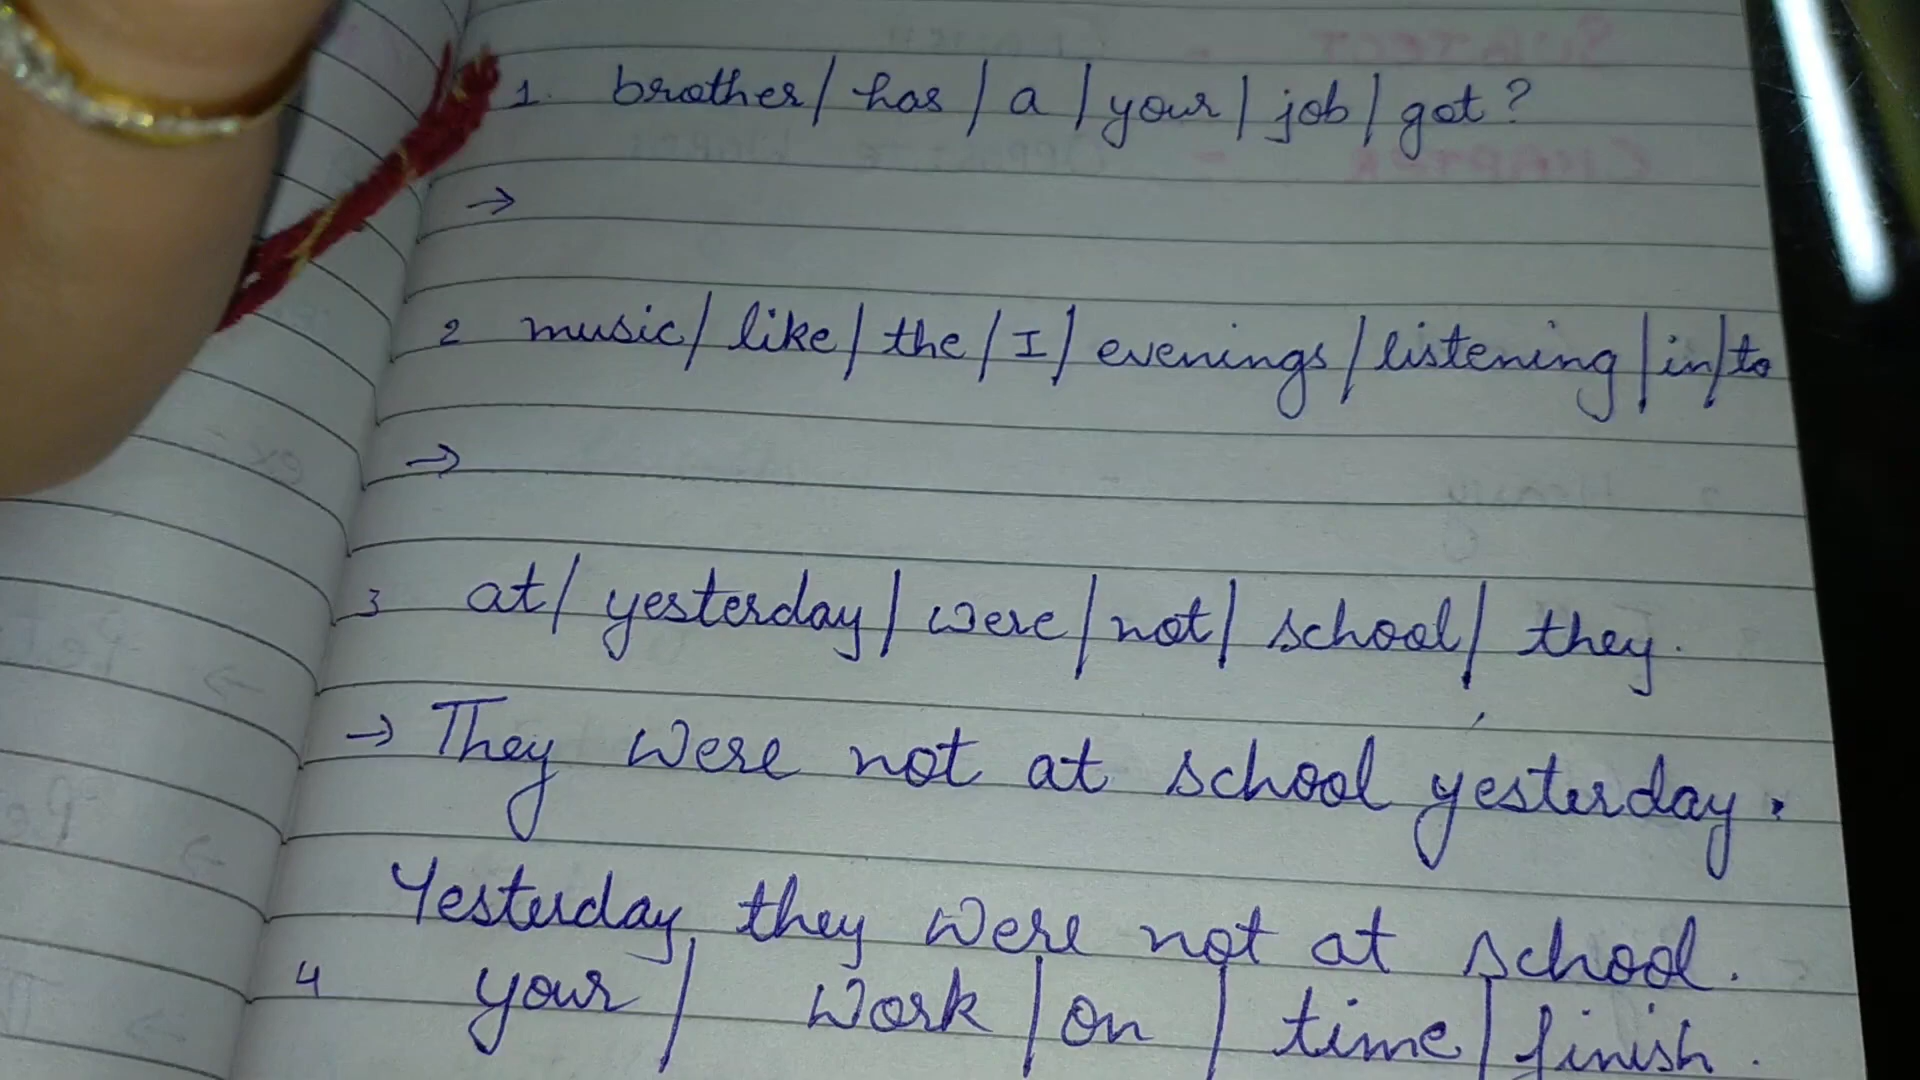 1. brother / has / a / your / job / got ?
→
2 music / like / the / I / evenings / listening / in / to
→
3 at / yesterday / were / not / school / they.
→ They were not at school yesterday.
Yesterday, they were not at school.
4 your / work / on / time / finish.